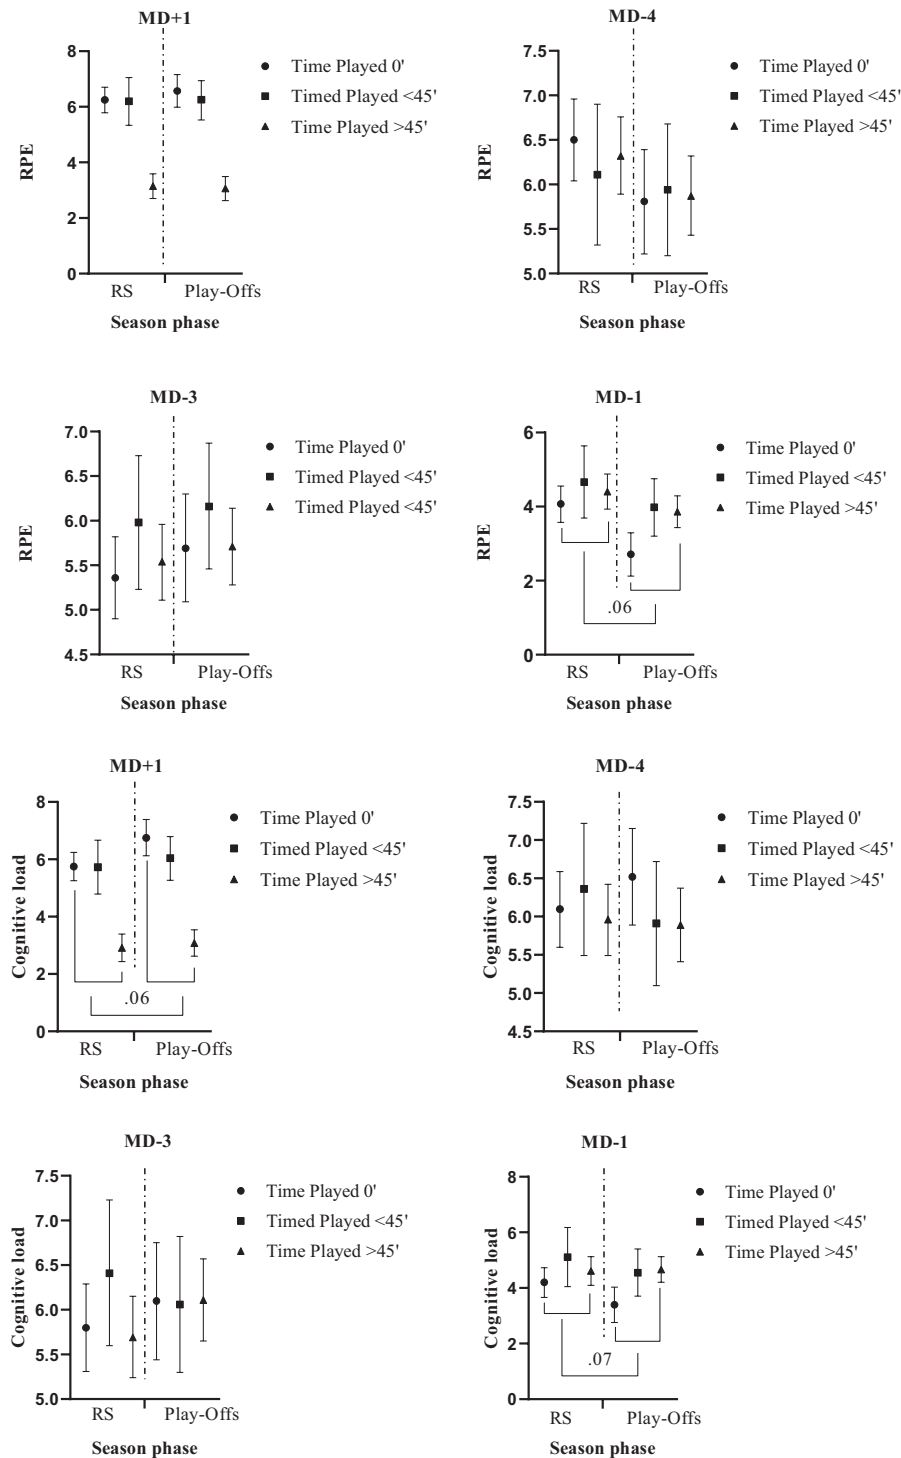 MD+1
8
6
4
2
0
RPE
RS
Play-Offs
Season phase
Time Played 0'
Timed Played <45'
Time Played >45'
MD-4
7.5
7.0
6.5
6.0
5.5
5.0
RPE
RS
Play-Offs
Season phase
Time Played 0'
Timed Played <45'
Time Played >45'
MD-3
7.0
6.5
6.0
5.5
5.0
4.5
RPE
RS
Play-Offs
Season phase
Time Played 0'
Timed Played <45'
Timed Played <45'
MD-1
6
4
2
0
RPE
.06
RS
Play-Offs
Season phase
Time Played 0'
Timed Played <45'
Time Played >45'
MD+1
8
6
4
2
0
Cognitive load
.06
RS
Play-Offs
Season phase
Time Played 0'
Timed Played <45'
Time Played >45'
MD-4
7.5
7.0
6.5
6.0
5.5
5.0
4.5
Cognitive load
RS
Play-Offs
Season phase
Time Played 0'
Timed Played <45'
Time Played >45'
MD-3
7.5
7.0
6.5
6.0
5.5
5.0
Cognitive load
RS
Play-Offs
Season phase
Time Played 0'
Timed Played <45'
Time Played >45'
MD-1
8
6
4
2
0
Cognitive load
.07
RS
Play-Offs
Season phase
Time Played 0'
Timed Played <45'
Time Played >45'